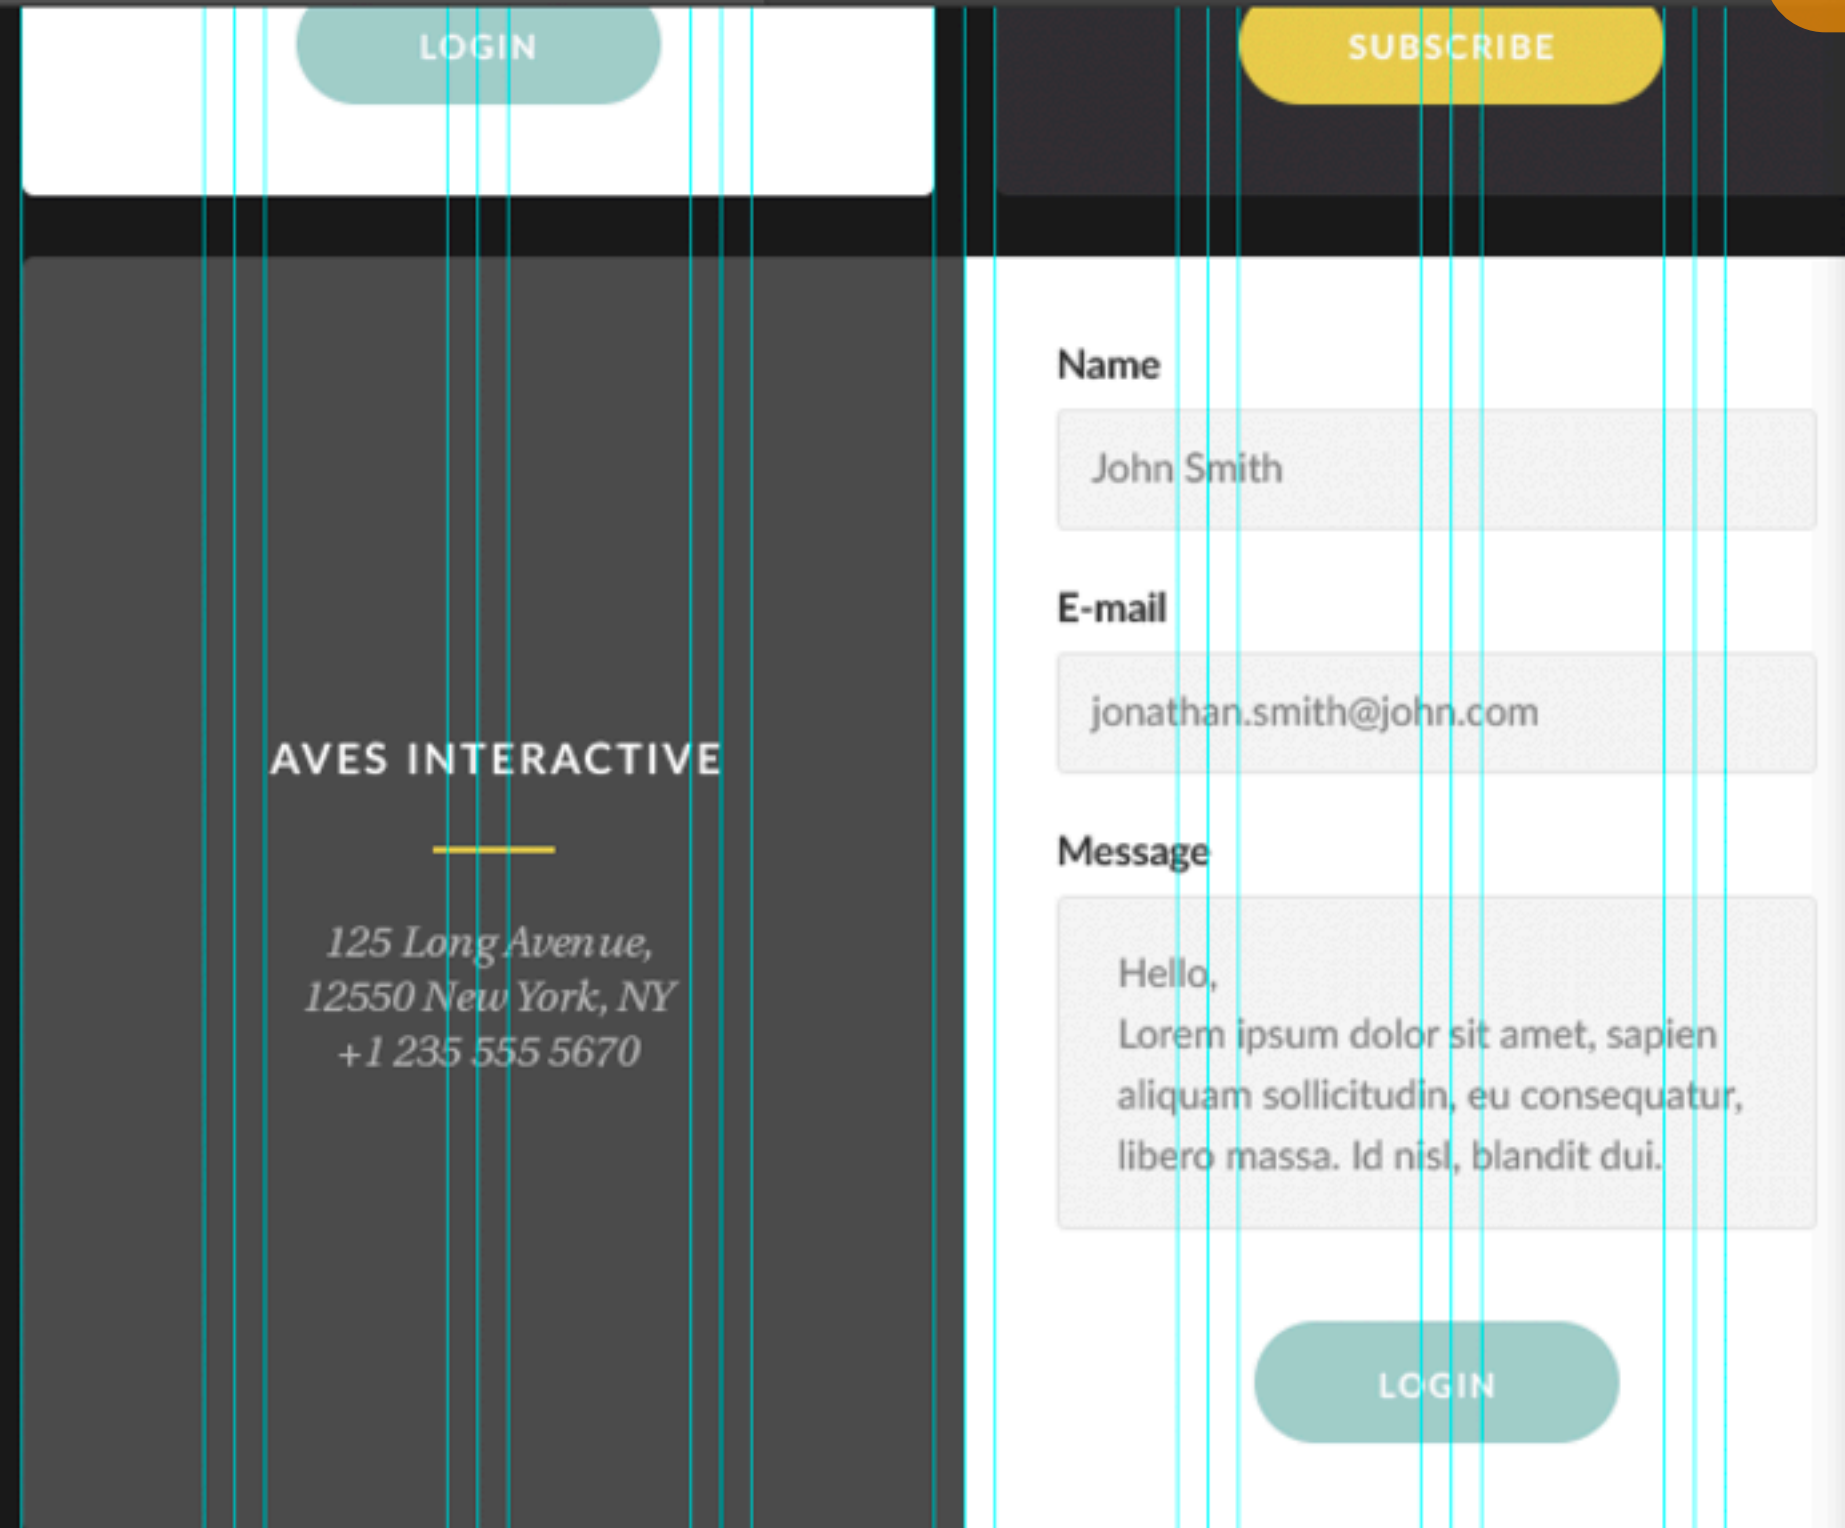 LOGIN
SUBSCRIBE
AVES INTERACTIVE
125 Long Avenue,
12550 New York, NY
+1 235 555 5670
Name
John Smith
E-mail
jonathan.smith@john.com
Message
Hello,
Lorem ipsum dolor sit amet, sapien
aliquam sollicitudin, eu consequatur,
libero massa. Id nisl, blandit dui.
LOGIN